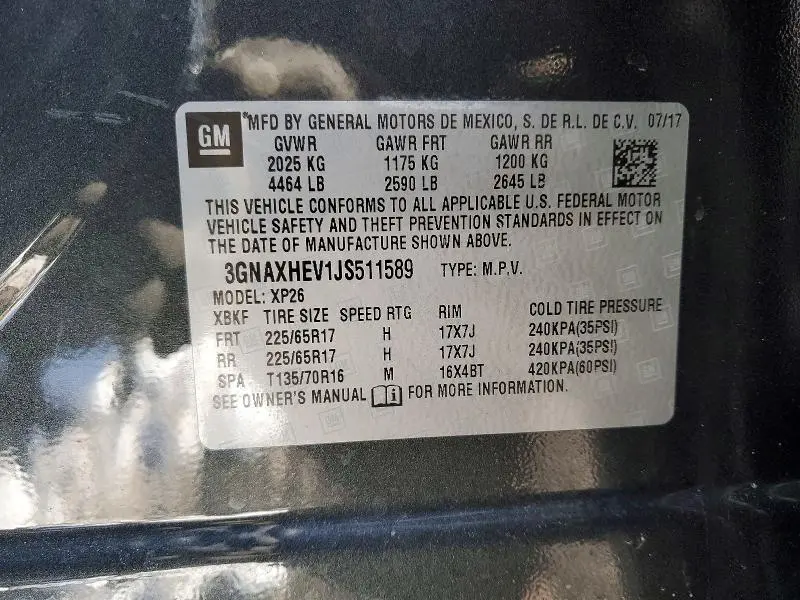 GM
*MFD BY GENERAL MOTORS DE MEXICO, S. DE R.L. DE C.V. 07/17
GVWR GAWR FRT GAWR RR
2025 KG 1175 KG 1200 KG
4464 LB 2590 LB 2645 LB
THIS VEHICLE CONFORMS TO ALL APPLICABLE U.S. FEDERAL MOTOR
VEHICLE SAFETY AND THEFT PREVENTION STANDARDS IN EFFECT ON
THE DATE OF MANUFACTURE SHOWN ABOVE.
3GNAXHEV1JS511589 TYPE: M.P.V.
MODEL: XP26
XBKF TIRE SIZE SPEED RTG RIM COLD TIRE PRESSURE
FRT 225/65R17 H 17X7J 240KPA(35PSI)
RR 225/65R17 H 17X7J 240KPA(35PSI)
SPA T135/70R16 M 16X4BT 420KPA(60PSI)
SEE OWNER'S MANUAL i FOR MORE INFORMATION.